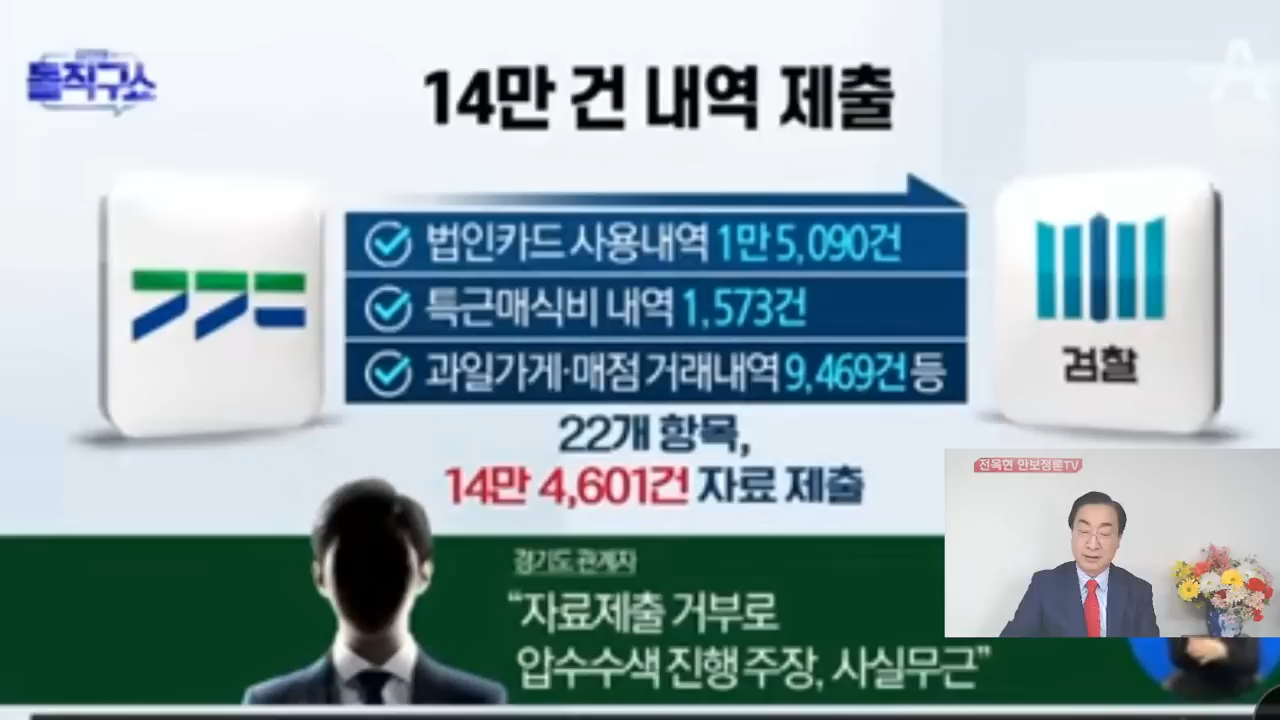 돌직구쇼
14만 건 내역 제출
법인카드 사용내역 1만 5,090건
특근매식비 내역 1,573건
과일가게·매점 거래내역 9,469건 등
검찰
22개 항목,
14만 4,601건 자료 제출
전옥현 안보정론TV
경기도 관계자
“자료제출 거부로
압수수색 진행 주장, 사실무근”